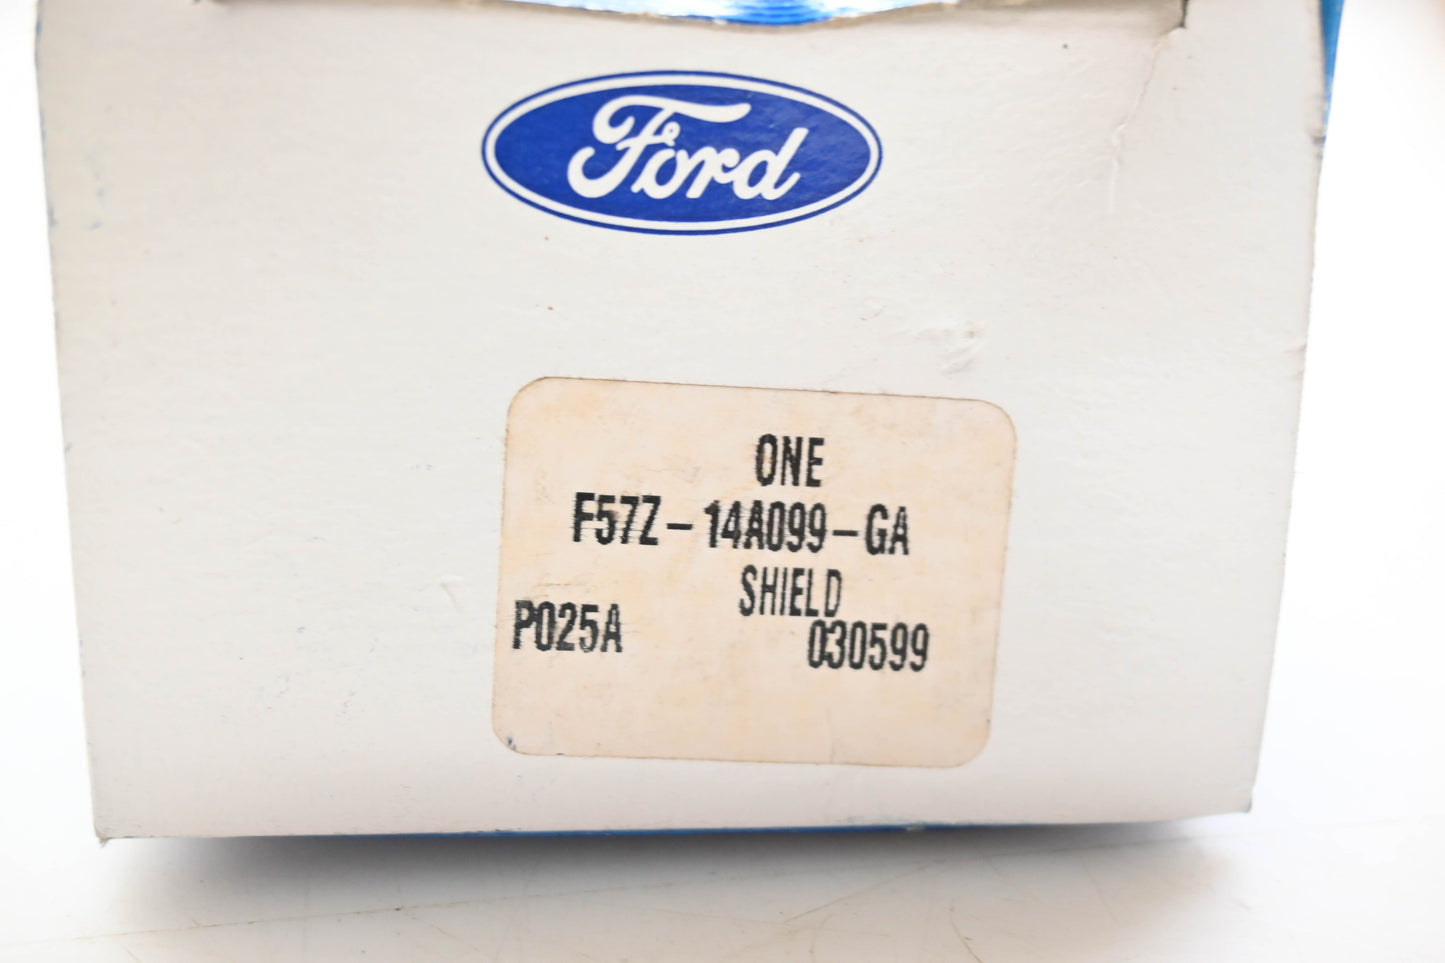 Ford
ONE
F57Z-14A099-GA
SHIELD
P025A 030599